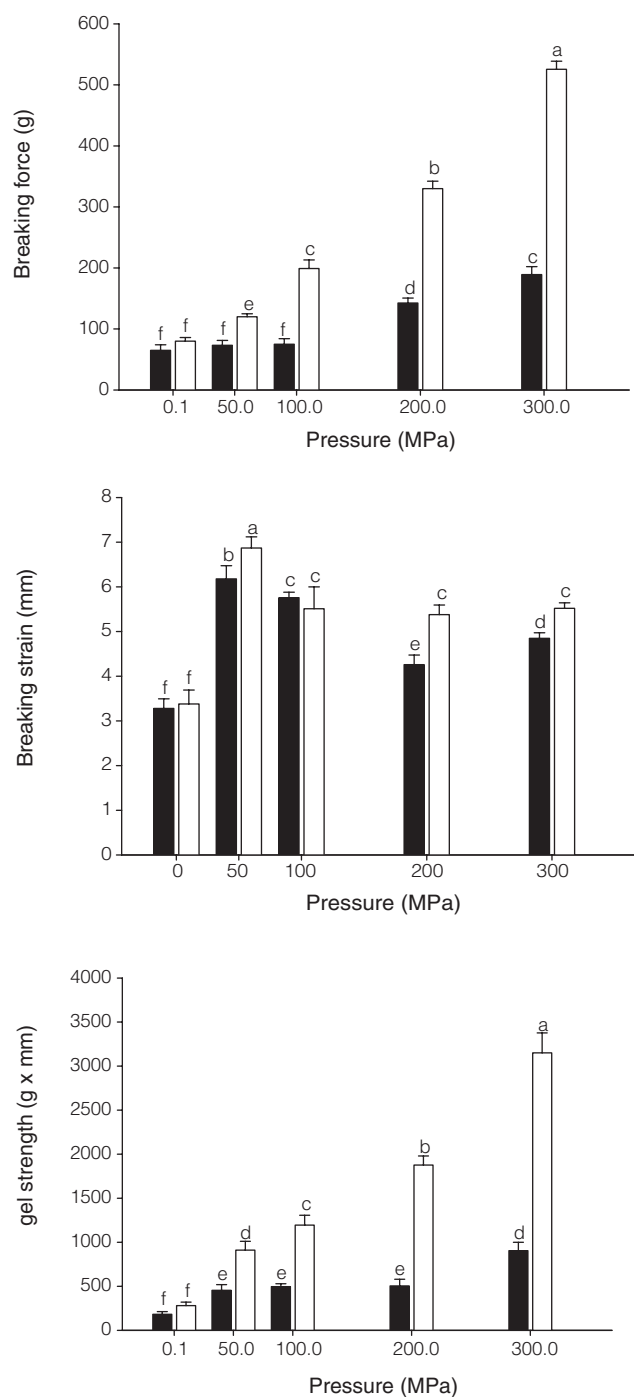 600
a
500
Breaking force (g)
400
b
300
c
c
200
d
e
f
f
f
f
100
0
0.1
50.0
100.0
200.0
300.0
Pressure (MPa)
8
a
7
b
c
c
c
c
6
Breaking strain (mm)
d
5
e
f
f
4
3
2
1
0
0
50
100
200
300
Pressure (MPa)
4000
a
3500
gel strength (g x mm)
3000
2500
b
2000
c
1500
d
d
1000
e
e
e
f
f
500
0
0.1
50.0
100.0
200.0
300.0
Pressure (MPa)